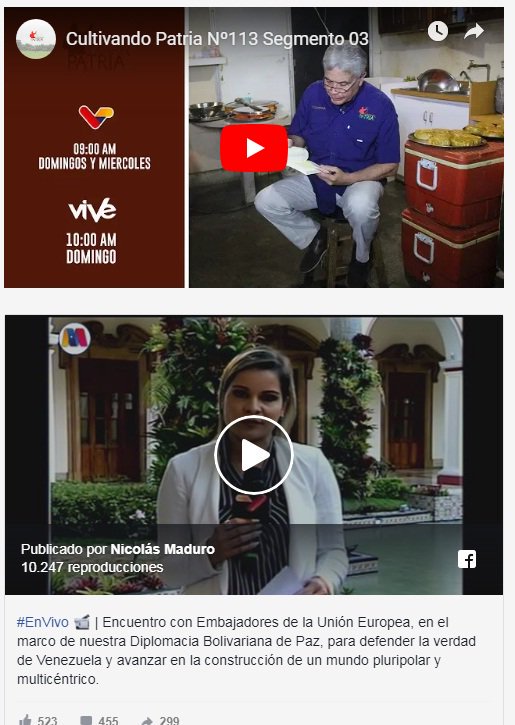 Cultivando Patria Nº113 Segmento 03
PATRIA
09:00 AM
DOMINGOS Y MIERCOLES
vive
10:00 AM
DOMINGO
Publicado por Nicolás Maduro
10.247 reproducciones
#EnVivo | Encuentro con Embajadores de la Unión Europea, en el
marco de nuestra Diplomacia Bolivariana de Paz, para defender la verdad
de Venezuela y avanzar en la construcción de un mundo pluripolar y
multicéntrico.
523 455 299